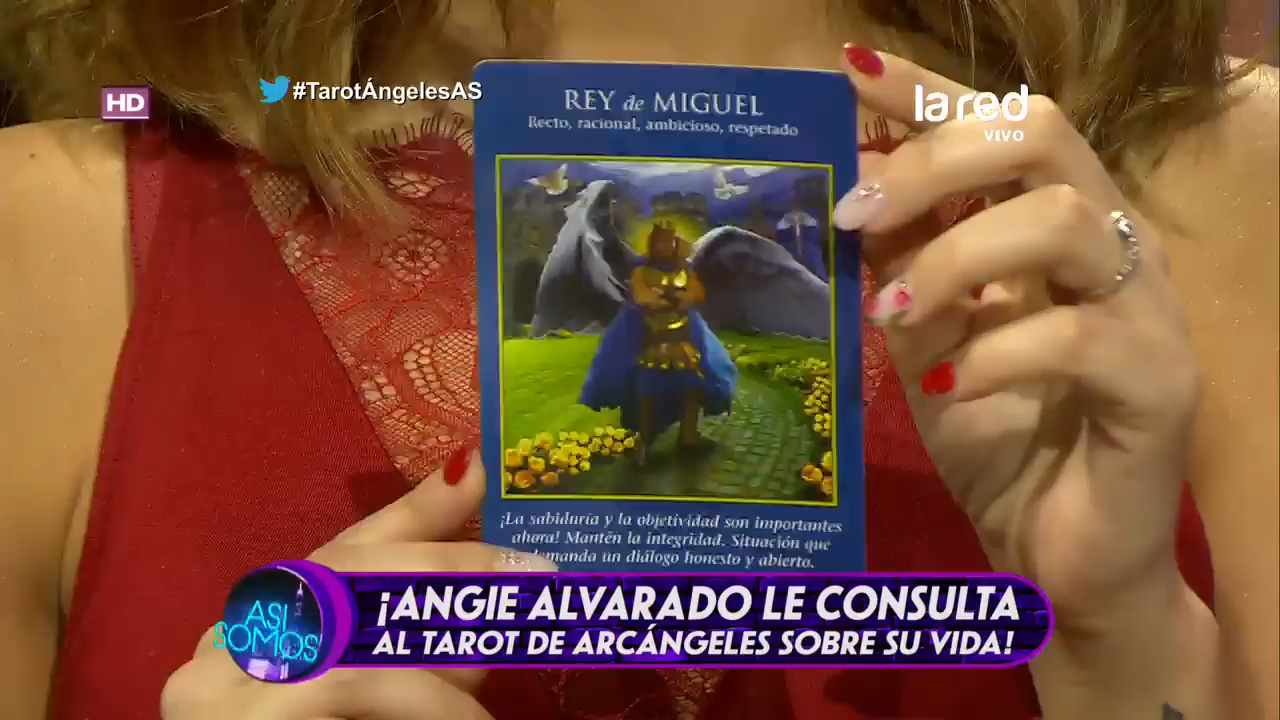 HD
#TarotÁngelesAS
la red
VIVO
REY de MIGUEL
Recto, racional, ambicioso, respetado
¡La sabiduría y la objetividad son importantes
ahora! Mantén la integridad. Situación que
demanda un diálogo honesto y abierto.
ASI
SOMOS
¡ANGIE ALVARADO LE CONSULTA
AL TAROT DE ARCÁNGELES SOBRE SU VIDA!